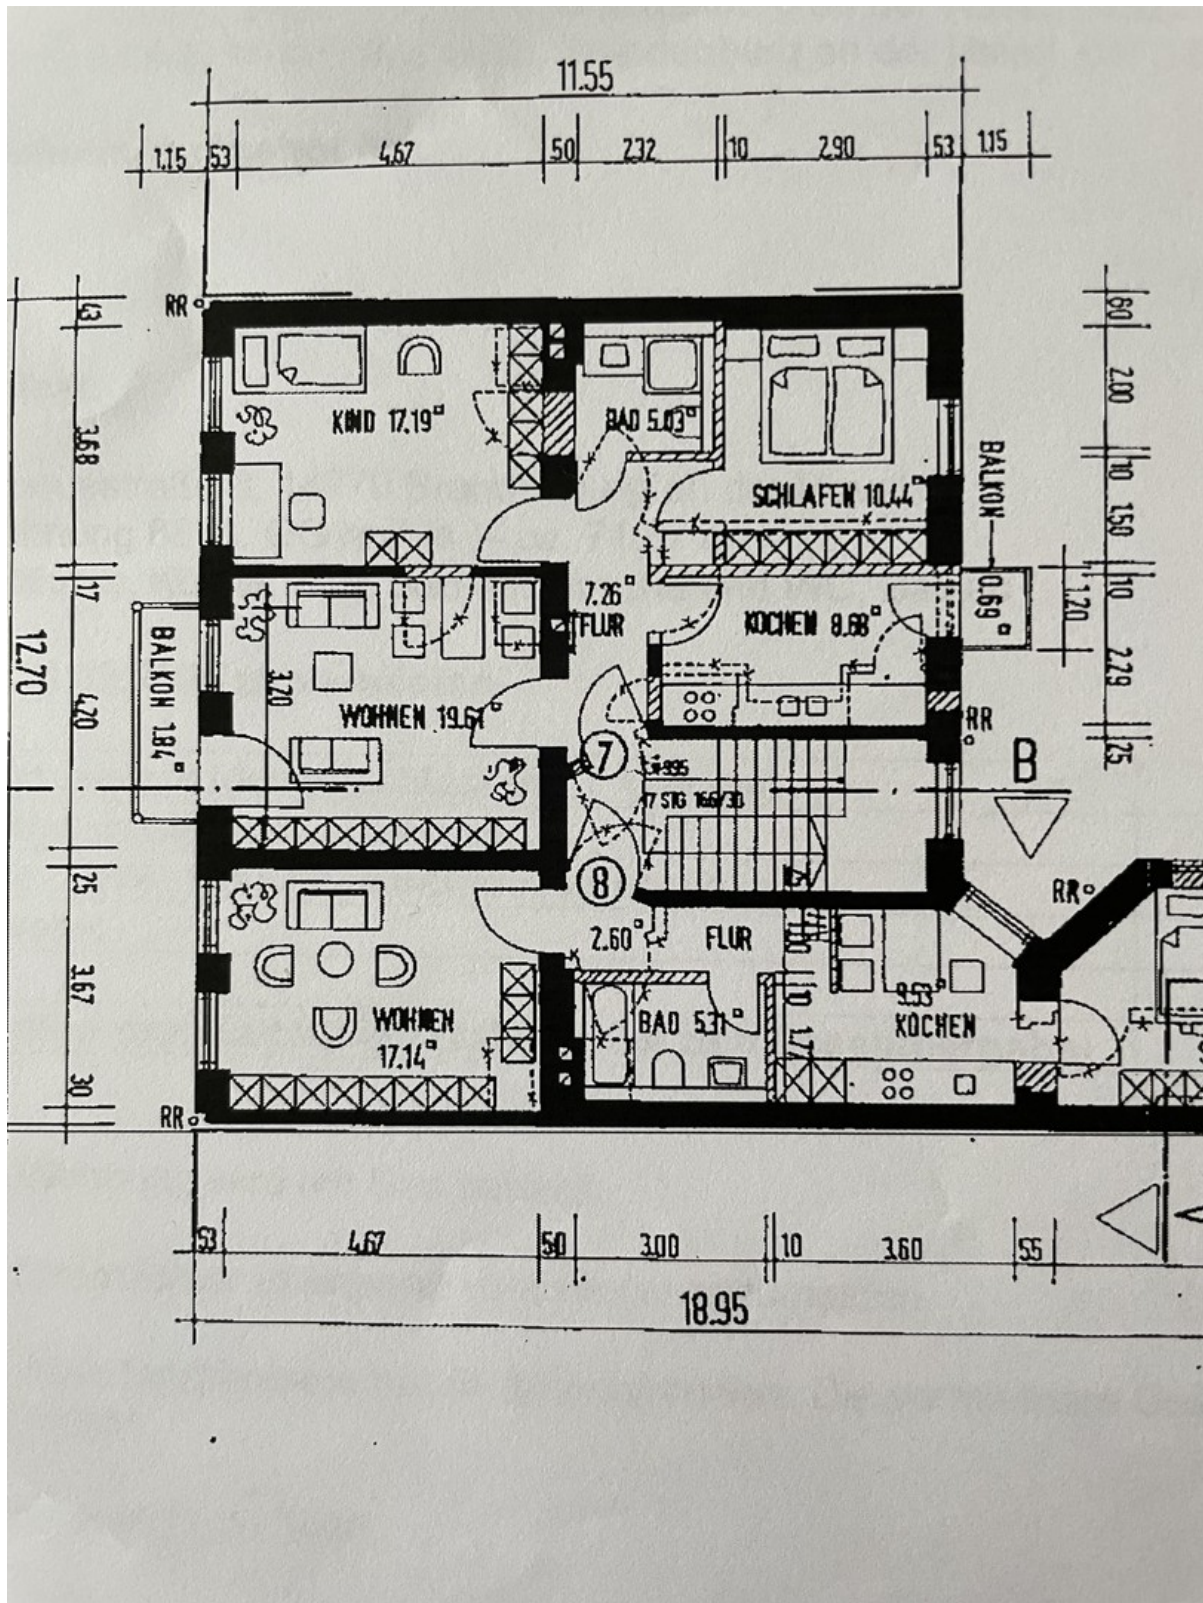 11.55
1.15 53 4.67 50 2.32 10 2.90 53 1.15
RR
43
60
KIND 17.19
BAD 5.03
2.00
3.68
BALKON
10
SCHLAFEN 10.44
1.50
17
7.26
FLUR
KOCHEN 8.68
0.69
10
1.20
12.70
BALKON 1.84
3.20
4.20
WOHNEN 19.61
2.29
RR
7
25
B
17 STG 16.6/30
25
8
RR
2.60
FLUR
3.67
9.53
KOCHEN
WOHNEN
17.14
BAD 5.31
10
30
RR
53 4.67 50 3.00 10 3.60 55
18.95